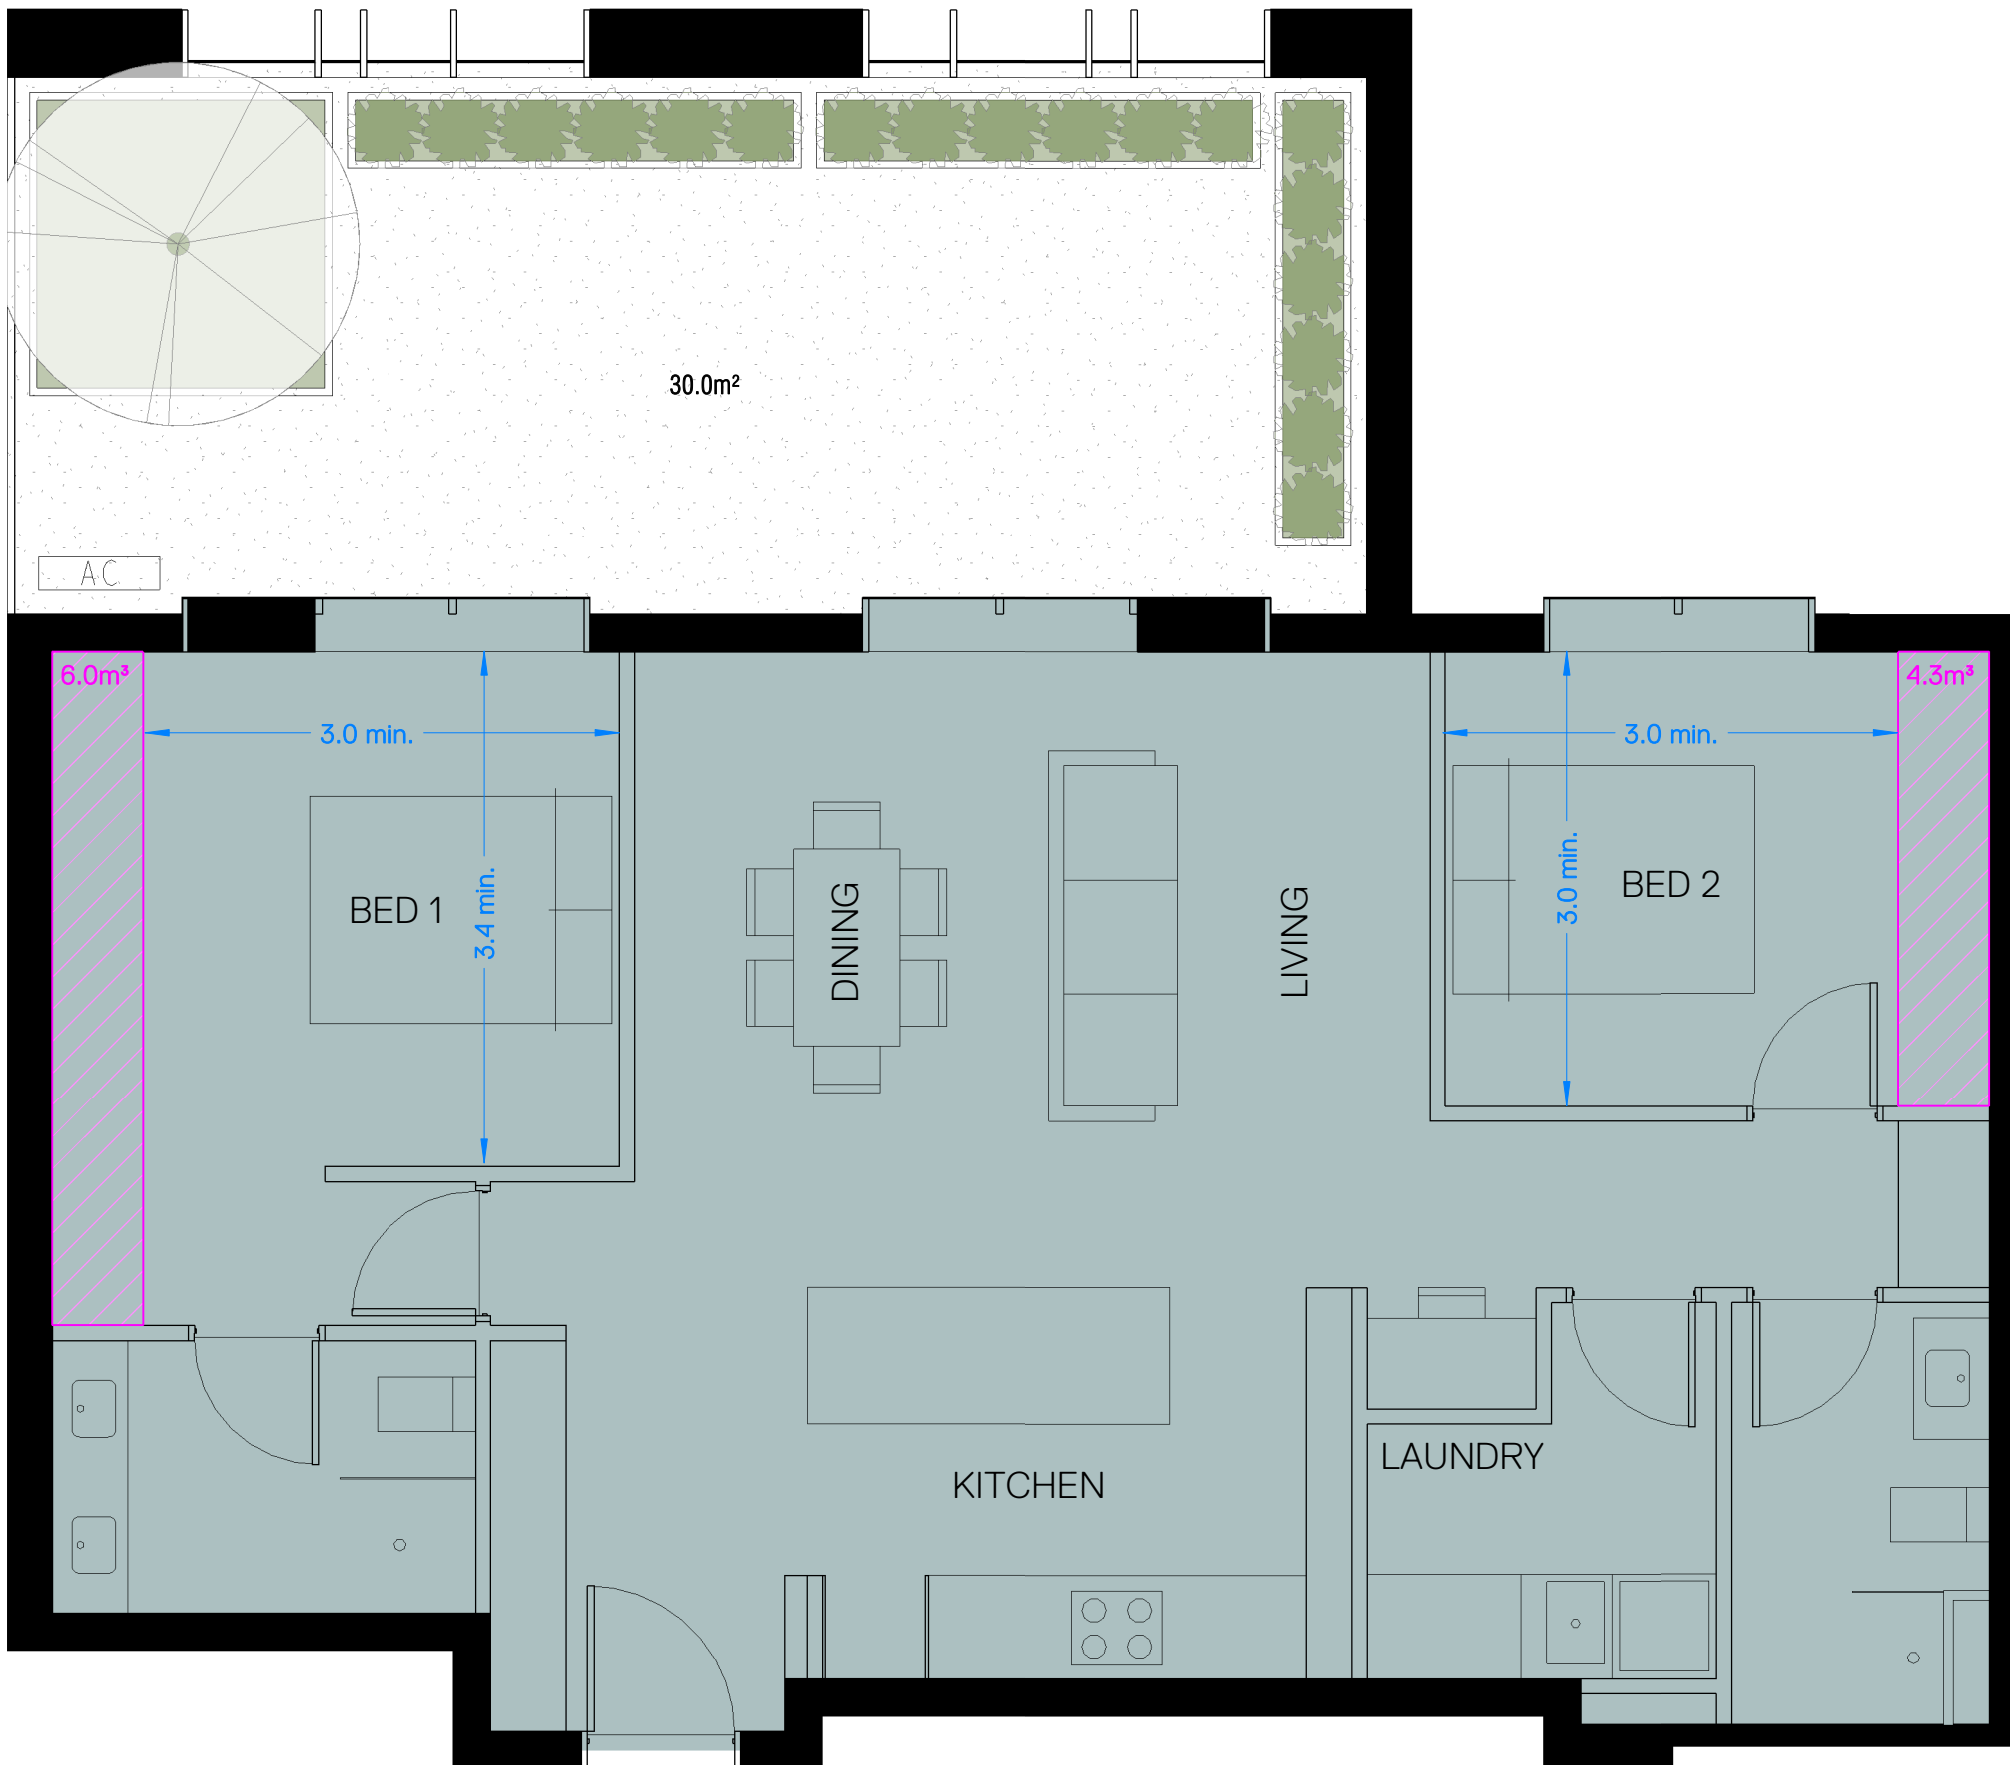 30.0m²
AC
6.0m³
4.3m³
3.0 min.
3.0 min.
3.4 min.
3.0 min.
BED 1
DINING
LIVING
BED 2
KITCHEN
LAUNDRY